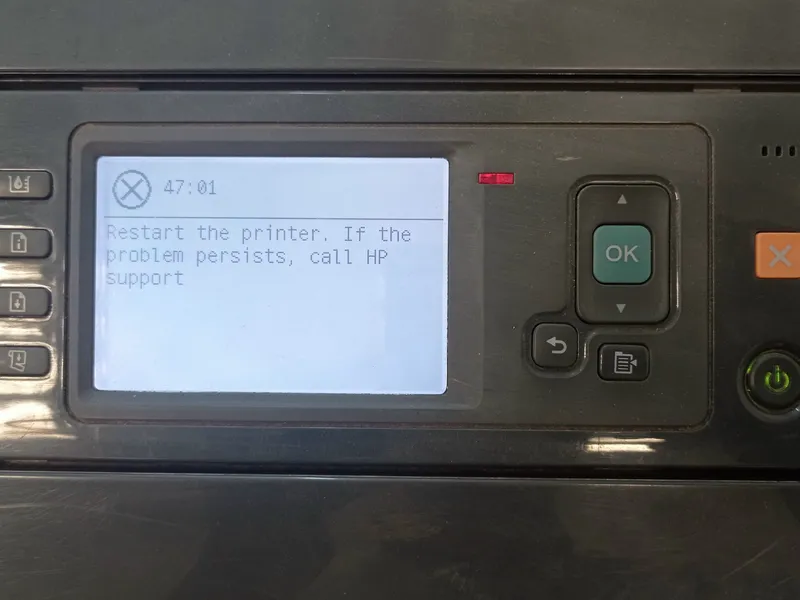 47:01
Restart the printer. If the
problem persists, call HP
support
OK